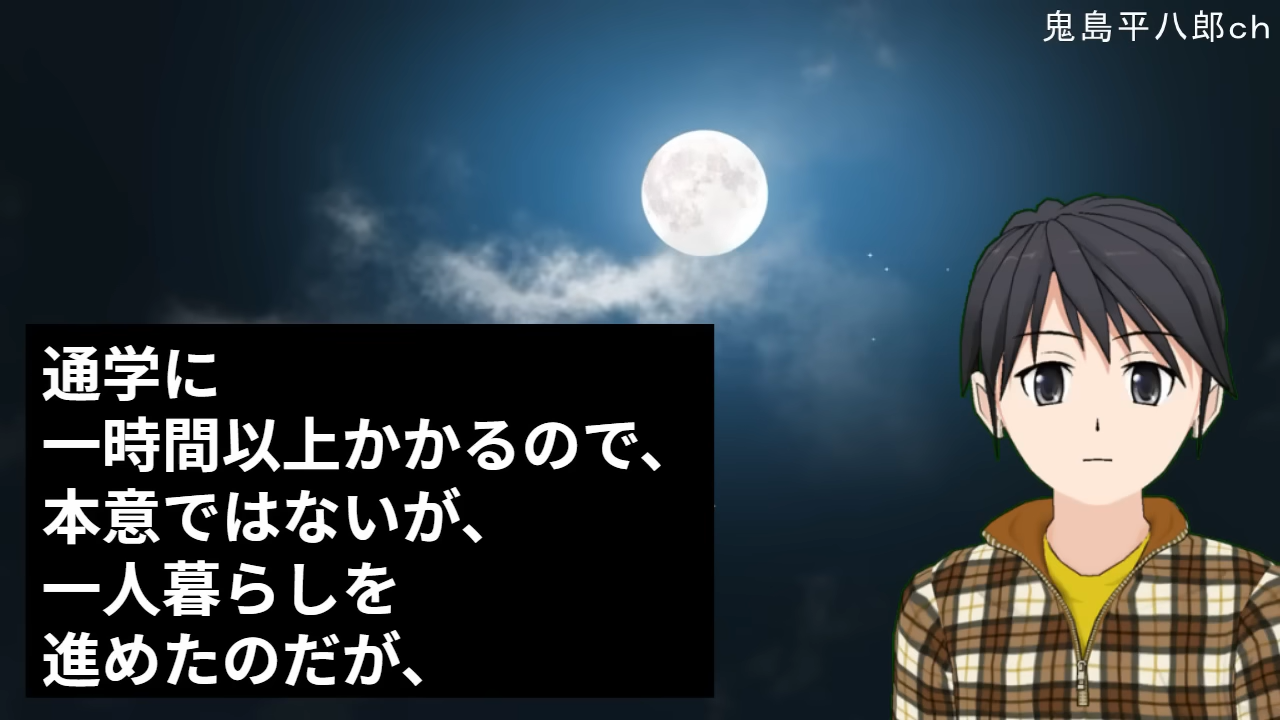 鬼島平八郎ch
通学に
一時間以上かかるので、
本意ではないが、
一人暮らしを
進めたのだが、